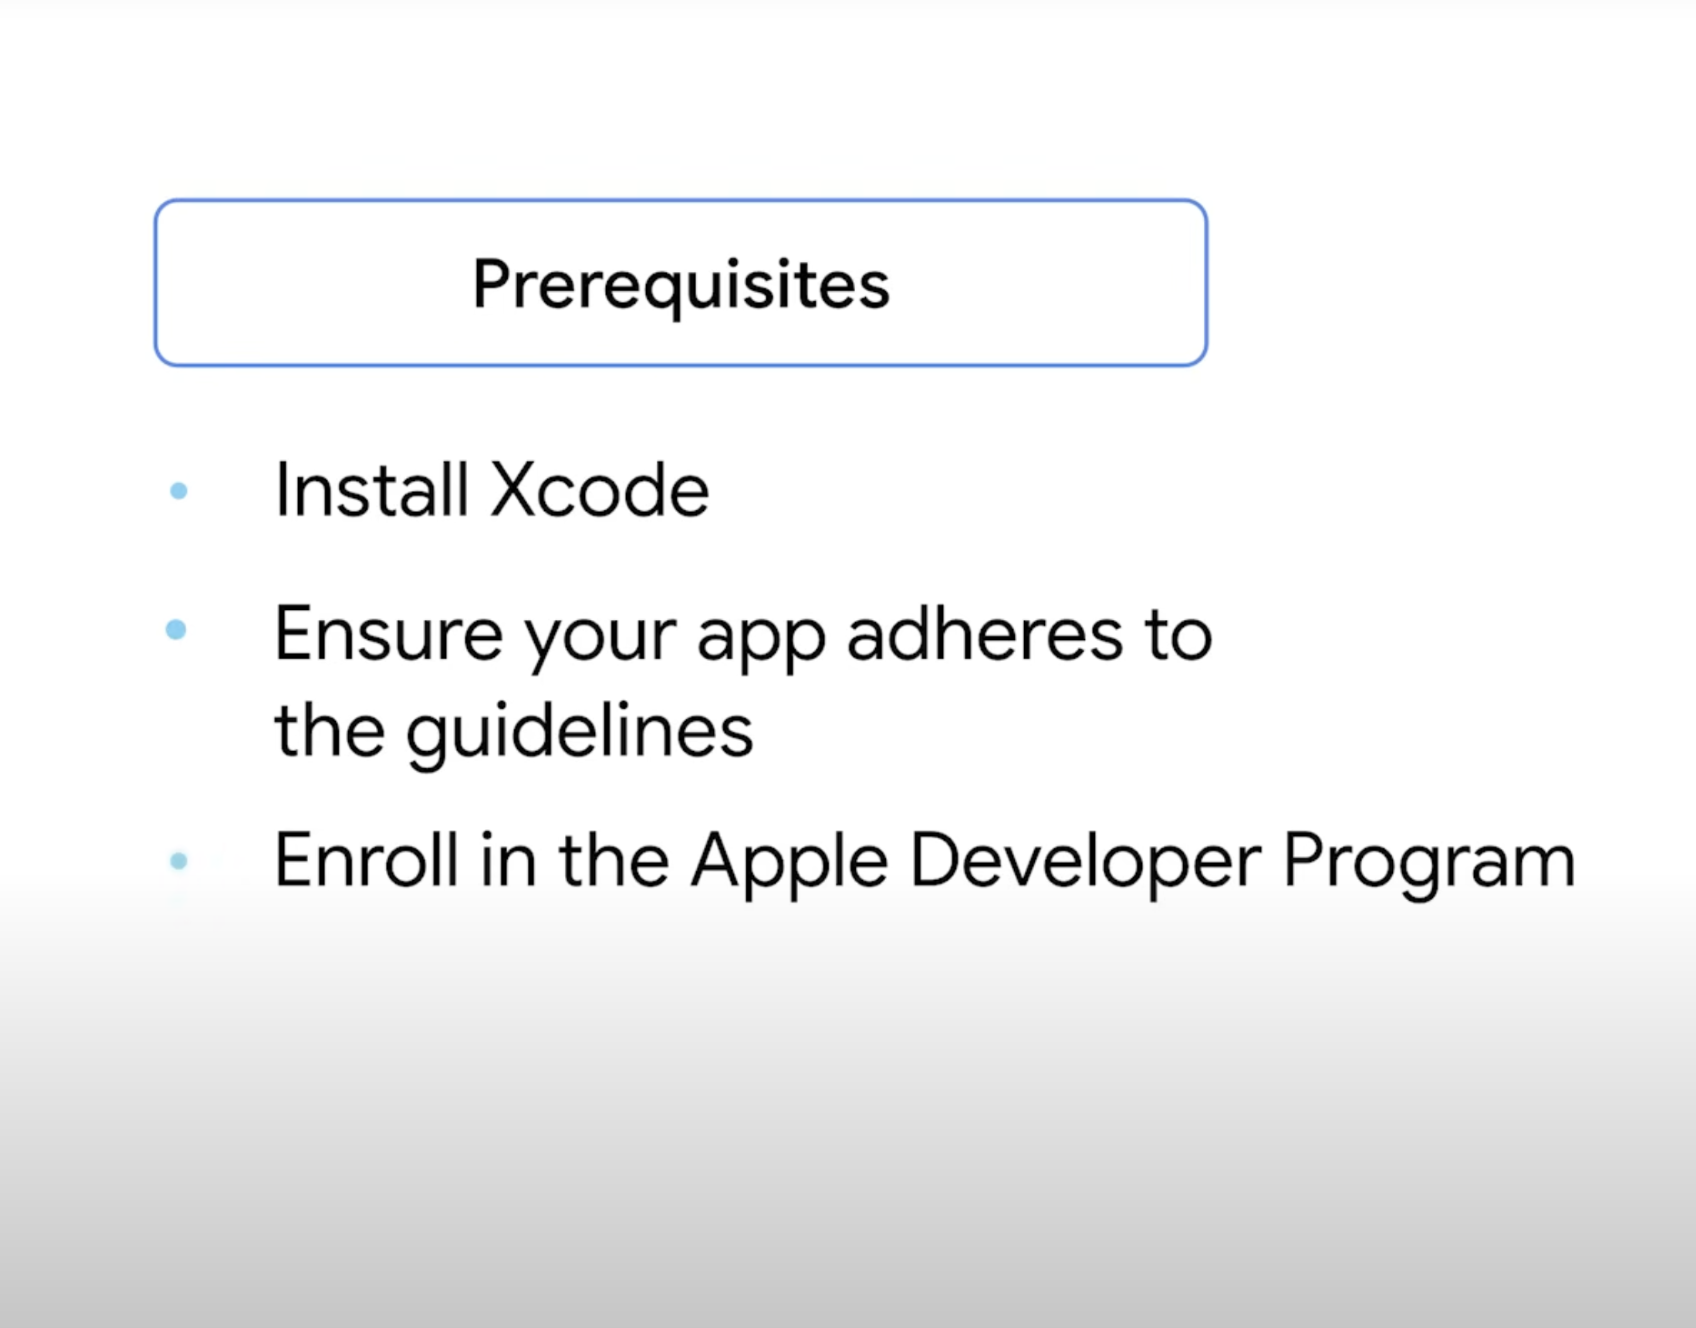 Prerequisites
Install Xcode
Ensure your app adheres to
the guidelines
Enroll in the Apple Developer Program